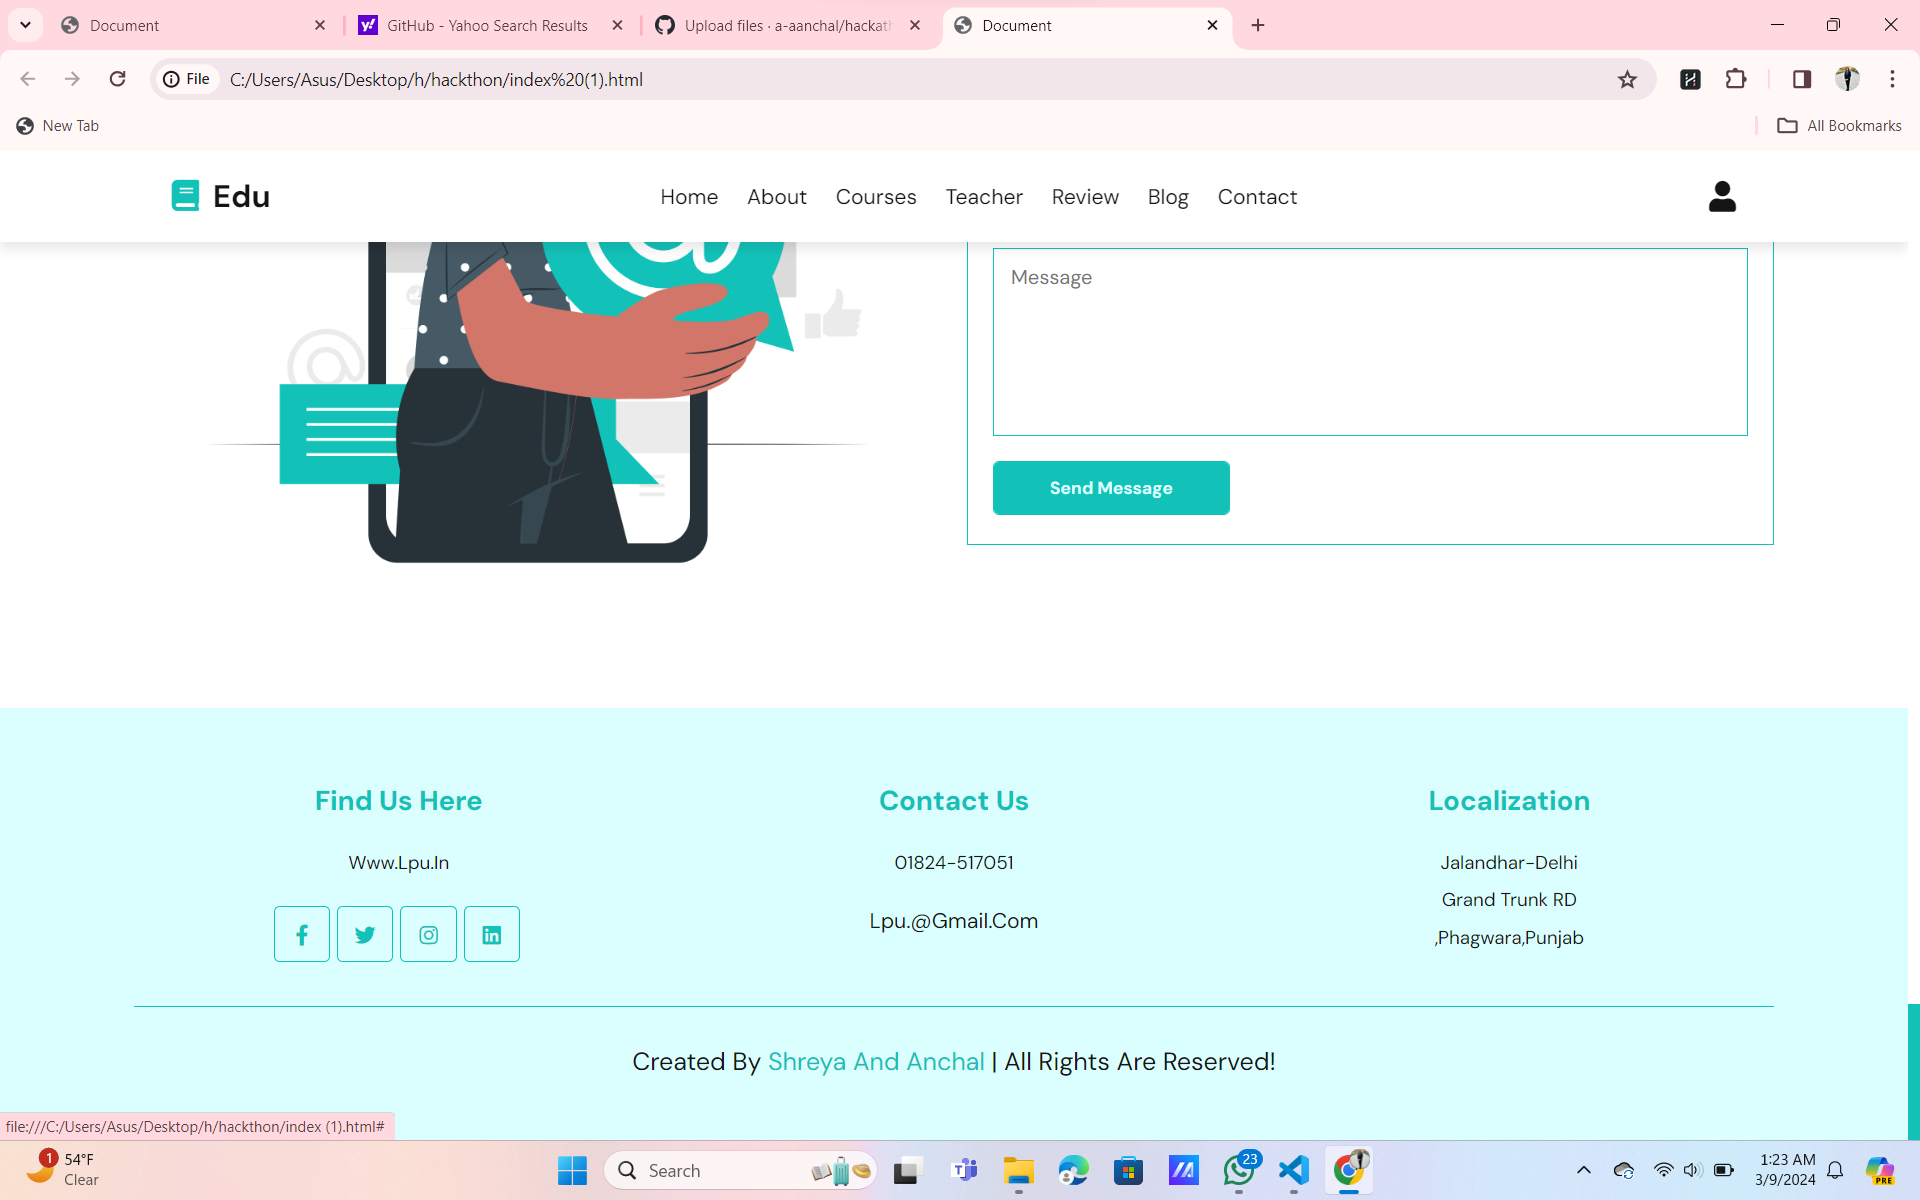 Document
GitHub - Yahoo Search Results
Upload files · a-aanchal/hackath
Document
File
C:/Users/Asus/Desktop/h/hackthon/index%20(1).html
New Tab
All Bookmarks
Edu
Home
About
Courses
Teacher
Review
Blog
Contact
Message
Send Message
Find Us Here
Www.Lpu.In
Contact Us
01824-517051
Lpu.@Gmail.Com
Localization
Jalandhar-Delhi
Grand Trunk RD
,Phagwara,Punjab
Created By Shreya And Anchal | All Rights Are Reserved!
file:///C:/Users/Asus/Desktop/h/hackthon/index (1).html#
1
54°F
Clear
Search
23
1:23 AM
3/9/2024
PRE